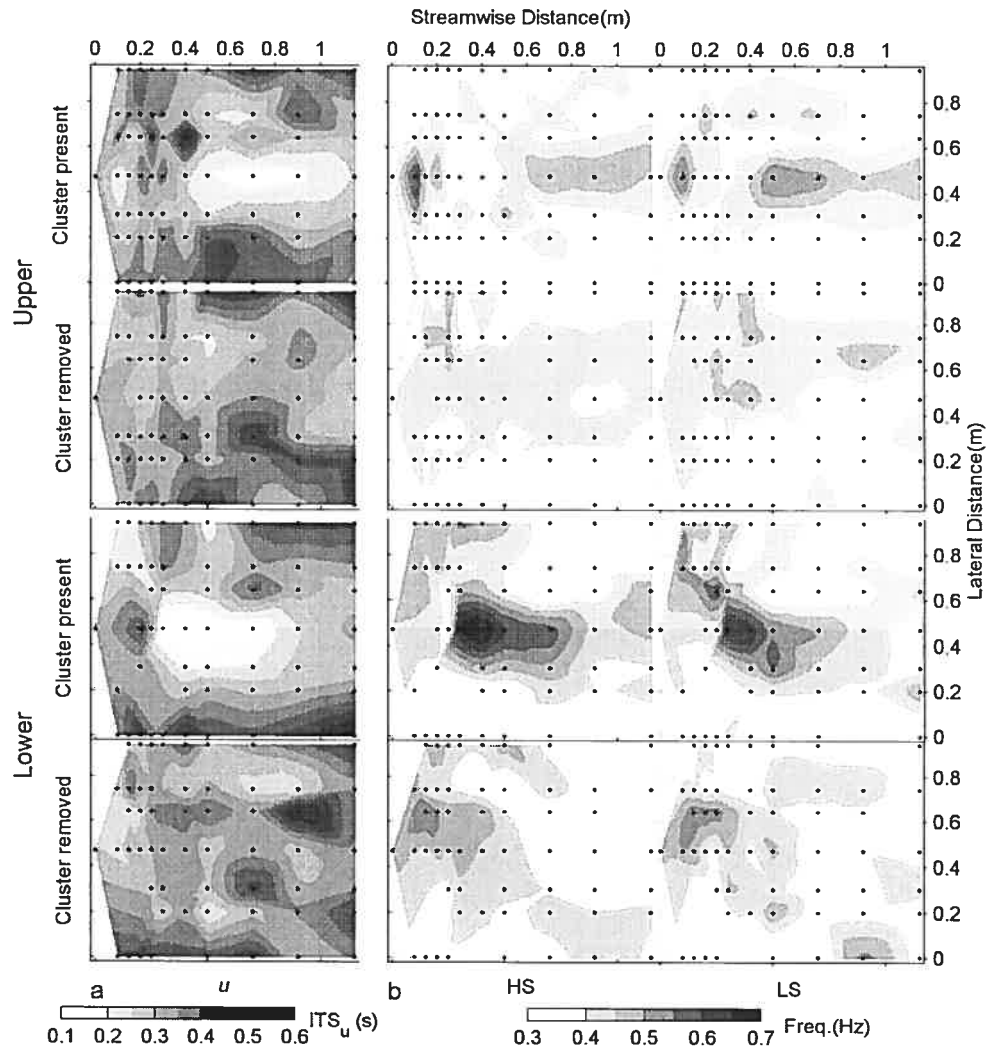 Streamwise Distance(m)
0 0.2 0.4 0.6 0.8 1 0 0.2 0.4 0.6 0.8 1 0 0.2 0.4 0.6 0.8 1
Upper
Cluster present
0.8
0.6
0.4
0.2
0
Cluster removed
0.8
0.6
0.4
0.2
0
Lateral Distance(m)
Lower
Cluster present
0.8
0.6
0.4
0.2
0
Cluster removed
0.8
0.6
0.4
0.2
0
a u b HS LS
ITSu (s)
0.1 0.2 0.3 0.4 0.5 0.6
Freq.(Hz)
0.3 0.4 0.5 0.6 0.7